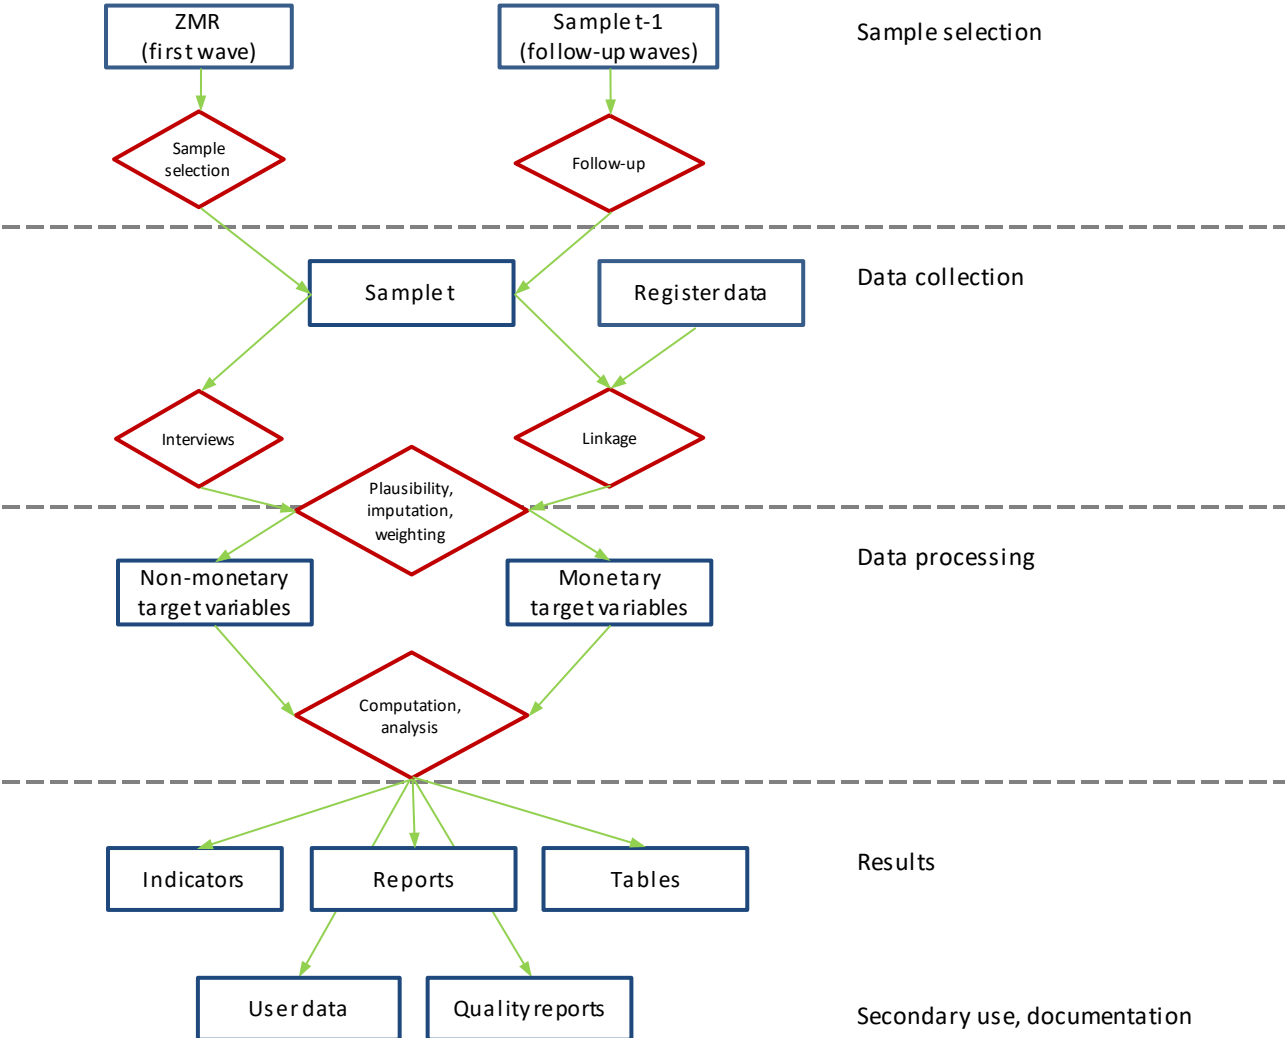 ZMR
(first wave)
Sample t-1
(follow-up waves)
Sample selection
Sample
selection
Follow-up
Sample t
Register data
Data collection
Interviews
Linkage
Plausibility,
imputation,
weighting
Non-monetary
target variables
Monetary
target variables
Data processing
Computation,
analysis
Indicators
Reports
Tables
Results
User data
Quality reports
Secondary use, documentation